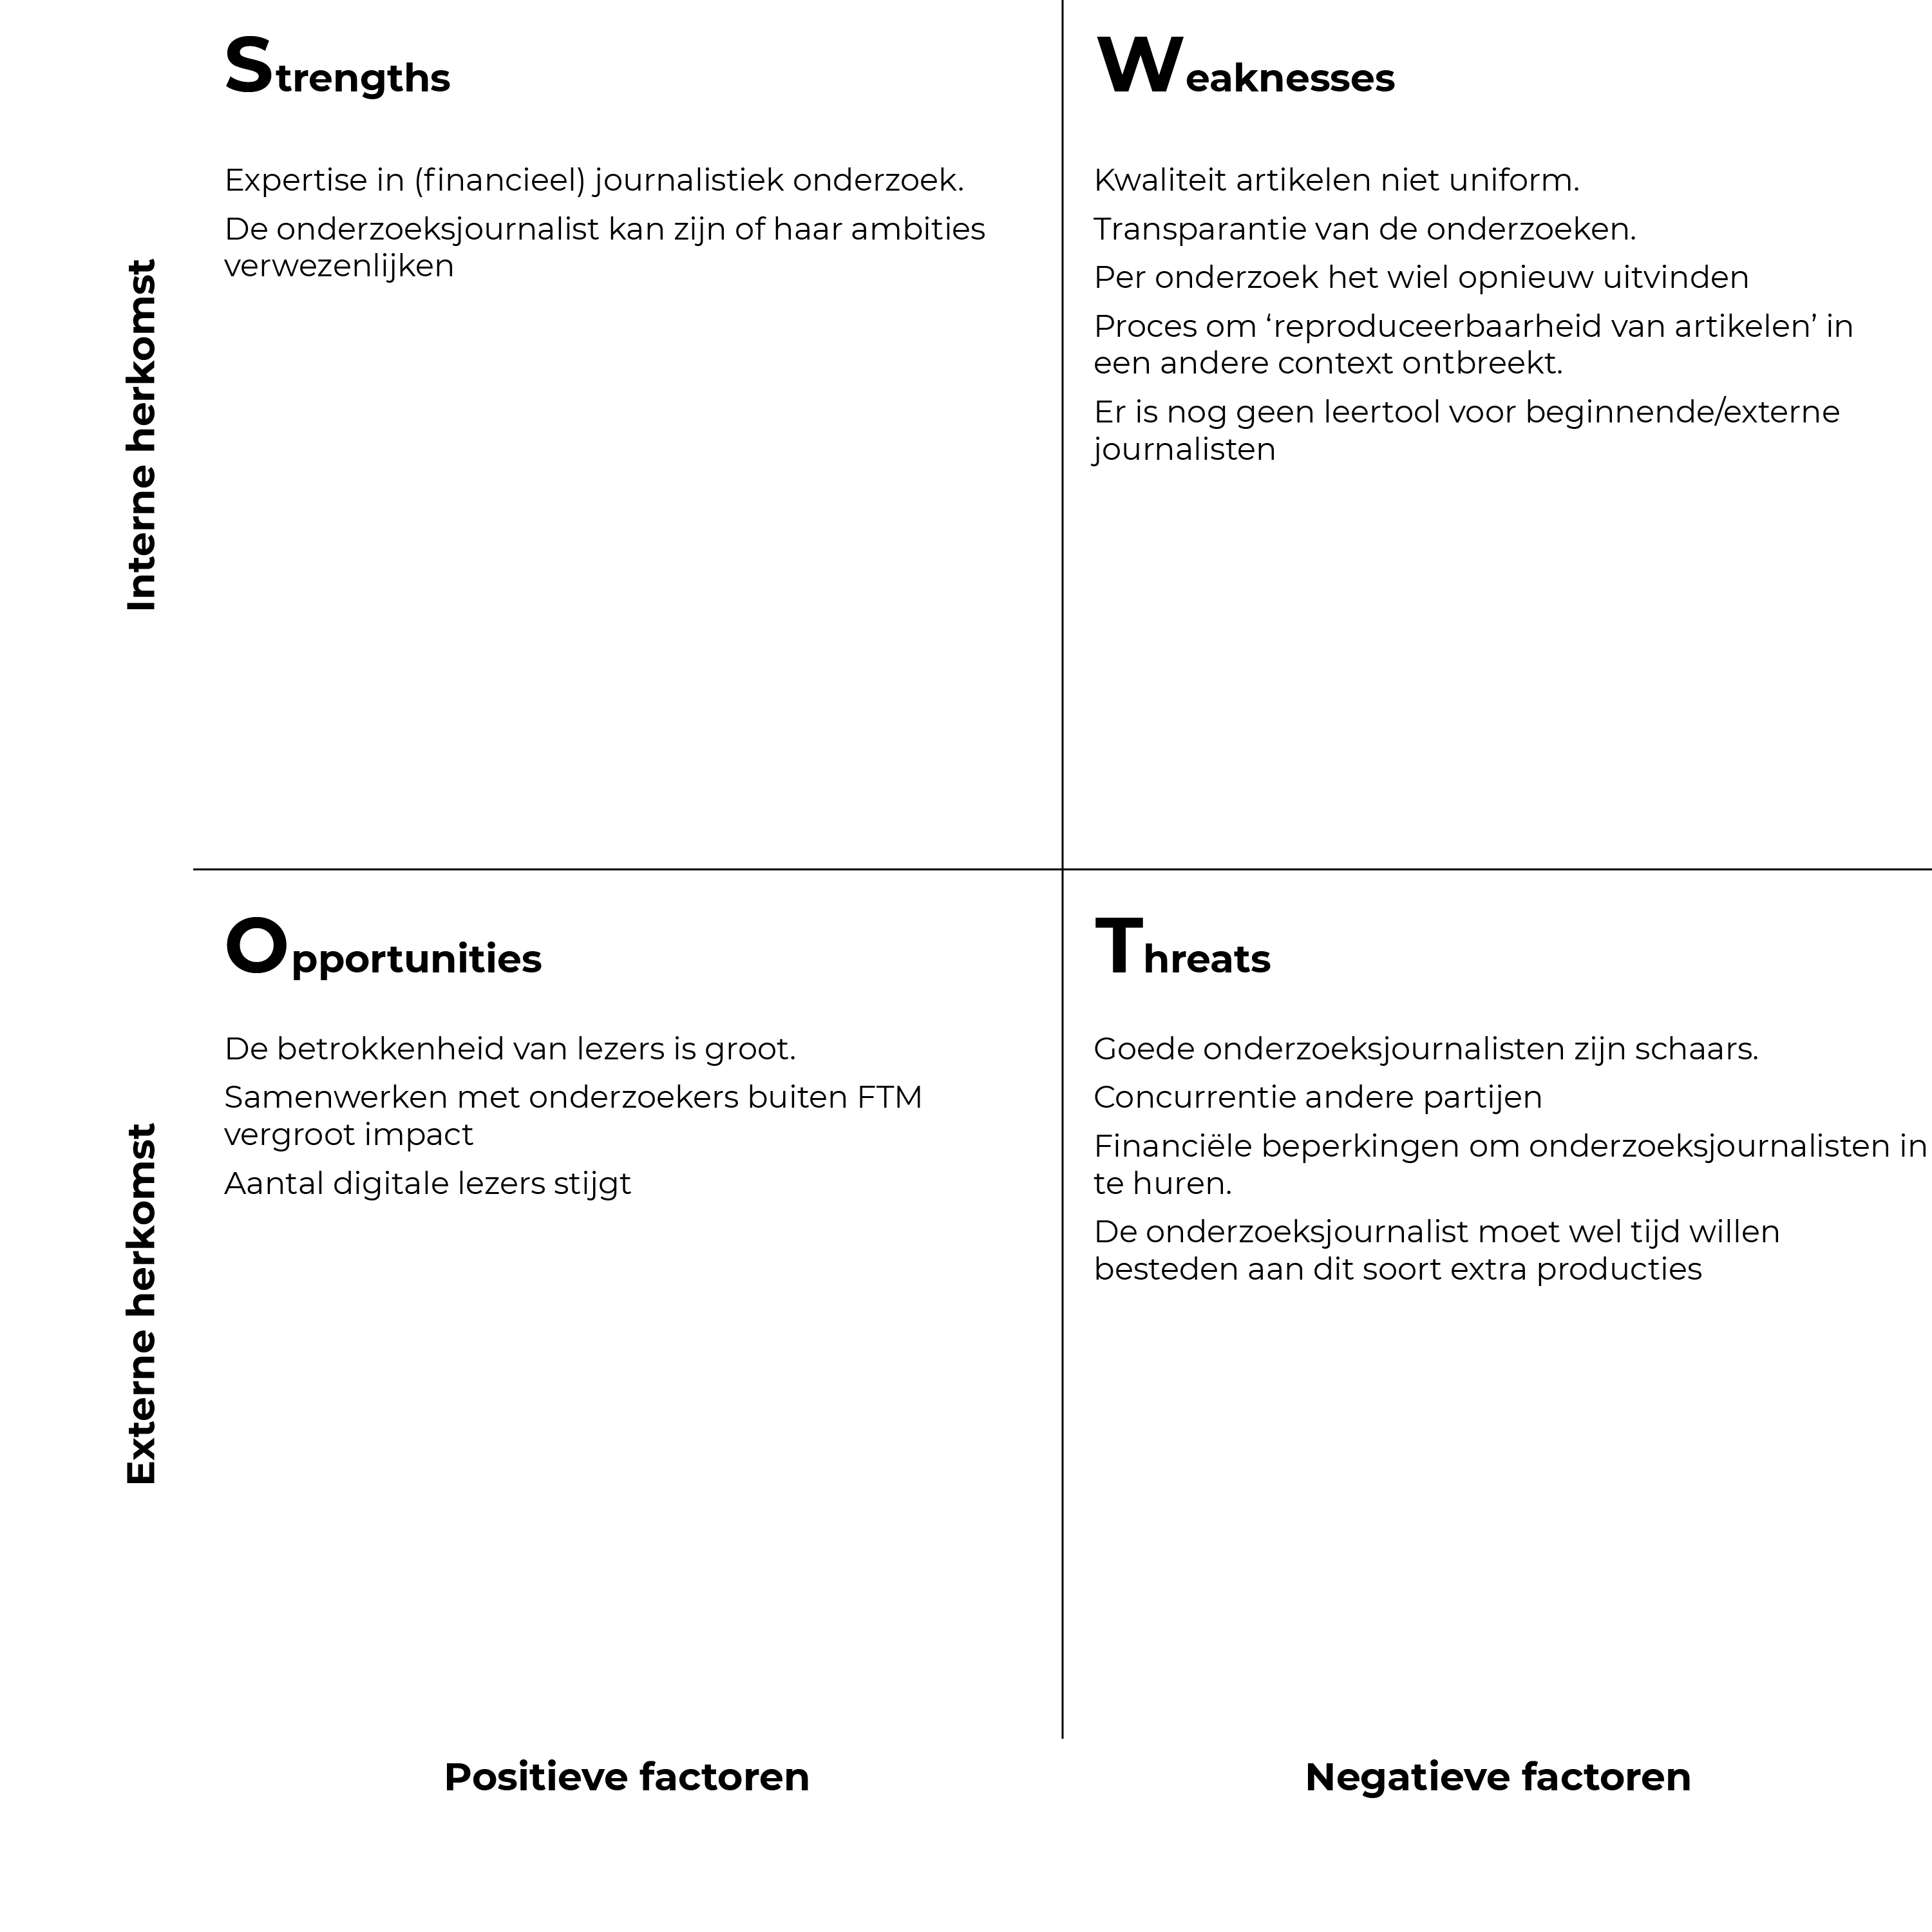 Strengths
Expertise in (financieel) journalistiek onderzoek.
De onderzoeksjournalist kan zijn of haar ambities
verwezenlijken
Weaknesses
Kwaliteit artikelen niet uniform.
Transparantie van de onderzoeken.
Per onderzoek het wiel opnieuw uitvinden
Proces om ‘reproduceerbaarheid van artikelen’ in
een andere context ontbreekt.
Er is nog geen leertool voor beginnende/externe
journalisten
Interne herkomst
Opportunities
De betrokkenheid van lezers is groot.
Samenwerken met onderzoekers buiten FTM
vergroot impact
Aantal digitale lezers stijgt
Threats
Goede onderzoeksjournalisten zijn schaars.
Concurrentie andere partijen
Financiële beperkingen om onderzoeksjournalisten in
te huren.
De onderzoeksjournalist moet wel tijd willen
besteden aan dit soort extra producties
Externe herkomst
Positieve factoren
Negatieve factoren